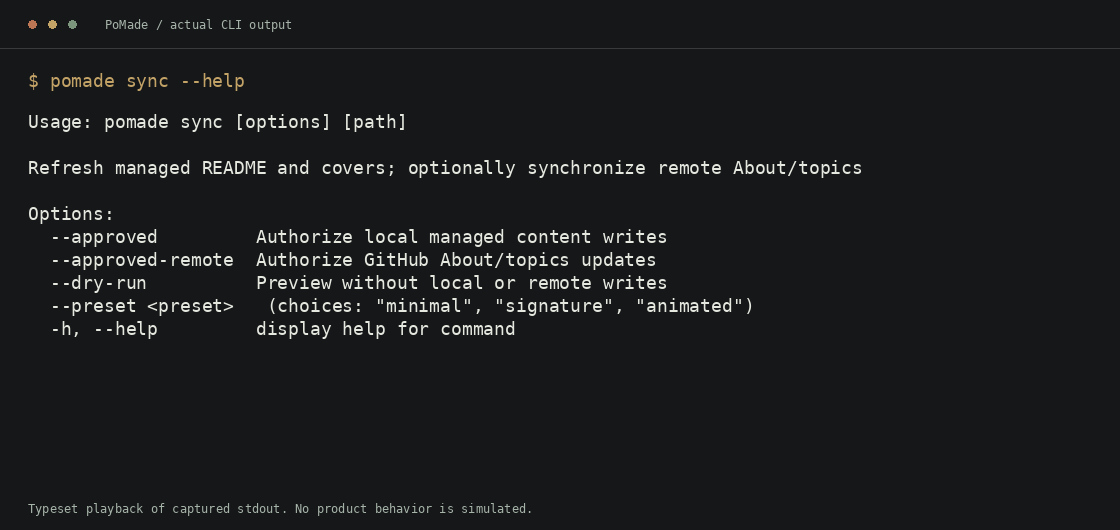 PoMade / actual CLI output
$ pomade sync --help
Usage: pomade sync [options] [path]
Refresh managed README and covers; optionally synchronize remote About/topics
Options:
  --approved         Authorize local managed content writes
  --approved-remote  Authorize GitHub About/topics updates
  --dry-run          Preview without local or remote writes
  --preset <preset>   (choices: "minimal", "signature", "animated")
  -h, --help         display help for command
Typeset playback of captured stdout. No product behavior is simulated.